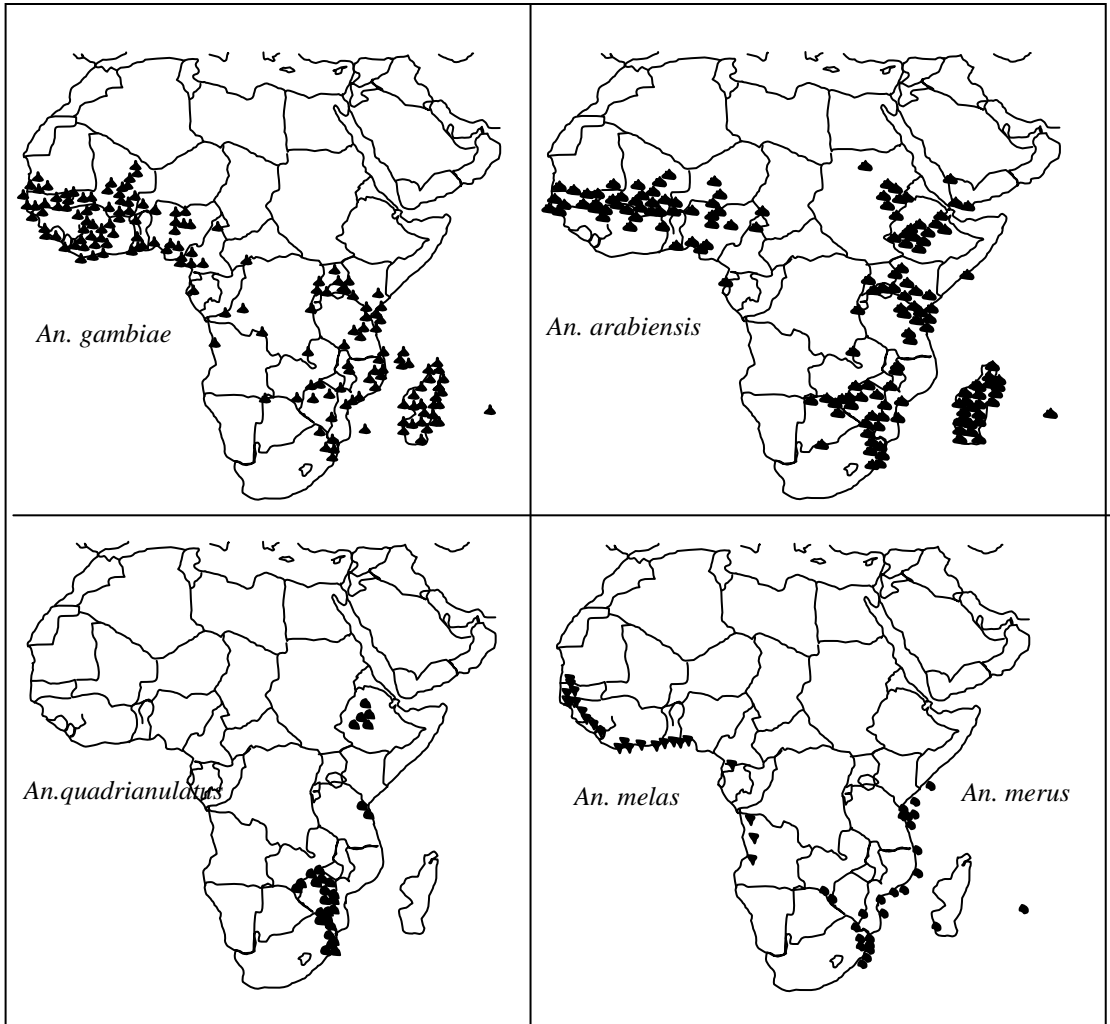 An. gambiae
An. arabiensis
An.quadrianulatus
An. melas
An. merus